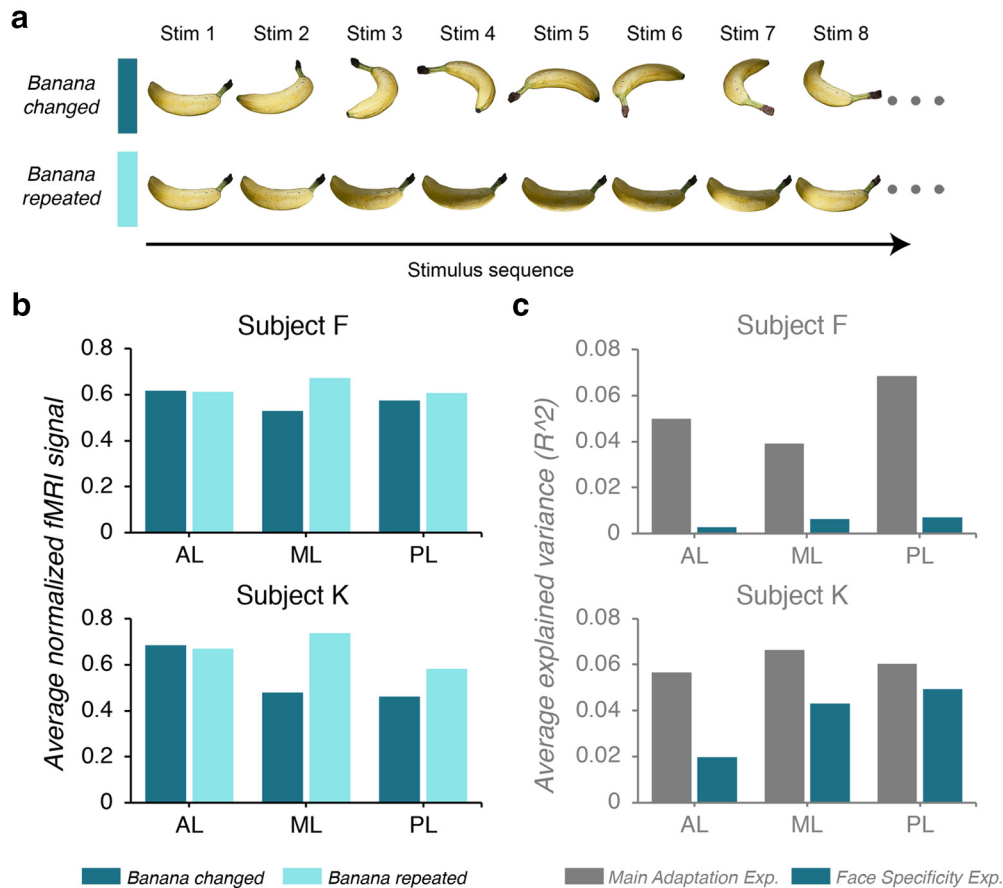 a
Stim 1 Stim 2 Stim 3 Stim 4 Stim 5 Stim 6 Stim 7 Stim 8
Banana
changed
Banana
repeated
Stimulus sequence
b
Subject F
Average normalized fMRI signal
0.8
0.6
0.4
0.2
0
AL ML PL
Subject K
0.8
0.6
0.4
0.2
0
AL ML PL
Banana changed Banana repeated
c
Subject F
Average explained variance (R^2)
0.08
0.06
0.04
0.02
0
AL ML PL
Subject K
0.08
0.06
0.04
0.02
0
AL ML PL
Main Adaptation Exp. Face Specificity Exp.